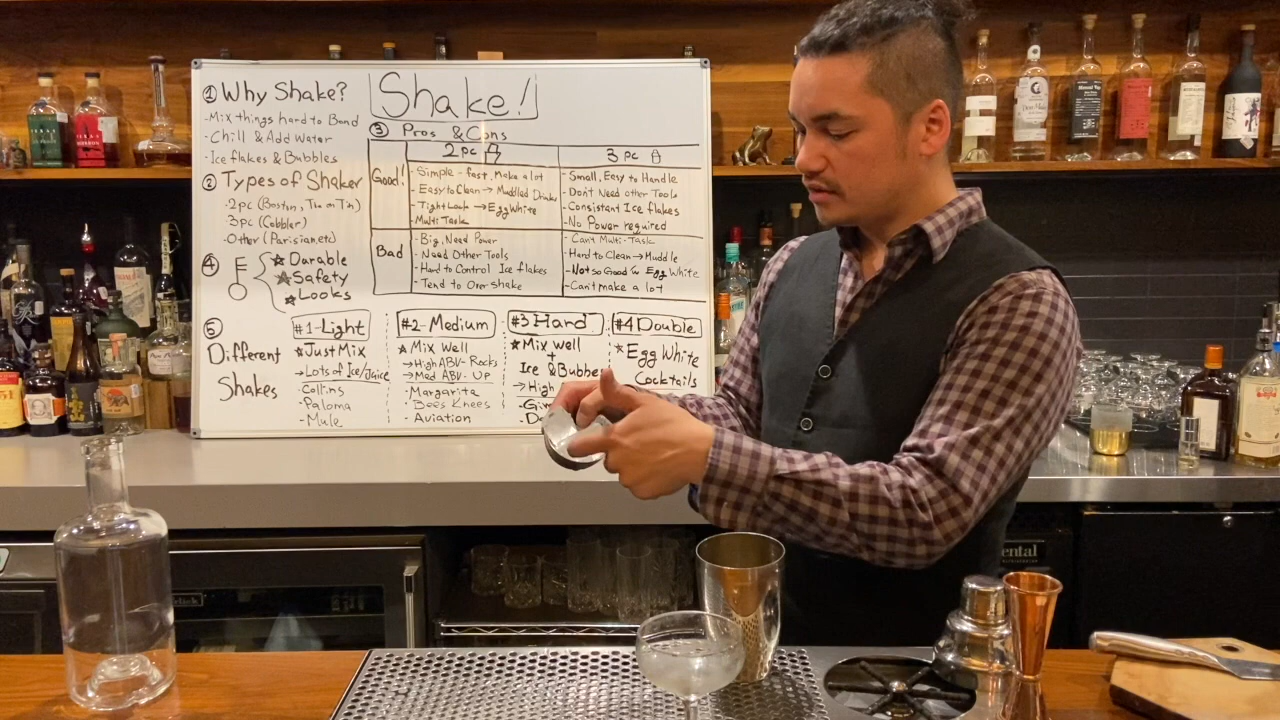 Shake!
① Why Shake?
-Mix things hard to Band
-Chill & Add Water
-Ice flakes & Bubbles
② Types of Shaker
-2pc (Boston, Tin on Tin)
-3pc (Cobbler)
-Other (Parisian, etc)
③ Pros & Cons
2pc
3 pc
Good!
-Simple - fast, Make a lot
-Easy to Clean → Muddled Drinks
-Tight Lock → Egg White
Multi Task
-Small, Easy to Handle
-Don't Need other Tools
-Consistant Ice flakes
-No Power required
Bad
-Big, Need Power
-Need Other Tools
-Hard to Control Ice flakes
-Tend to Over shake
-Can't Multi-Task
-Hard to Clean → Muddle
-Not so Good w Egg White
-Can't make a lot
④
★ Darable
★ Safety
★ Looks
⑤ Different Shakes
#1-Light
★ Just Mix
→ Lots of Ice/Juice
-Collins
-Paloma
-Mule
#2-Medium
★ Mix Well
→ High ABV - Rocks
→ Med ABV - UP
-Margarita
-Bees Knees
-Aviation
#3 Hard
★ Mix well
+
Ice & Bubbles
→ High
#4 Double
★ Egg White
Cocktails
ental